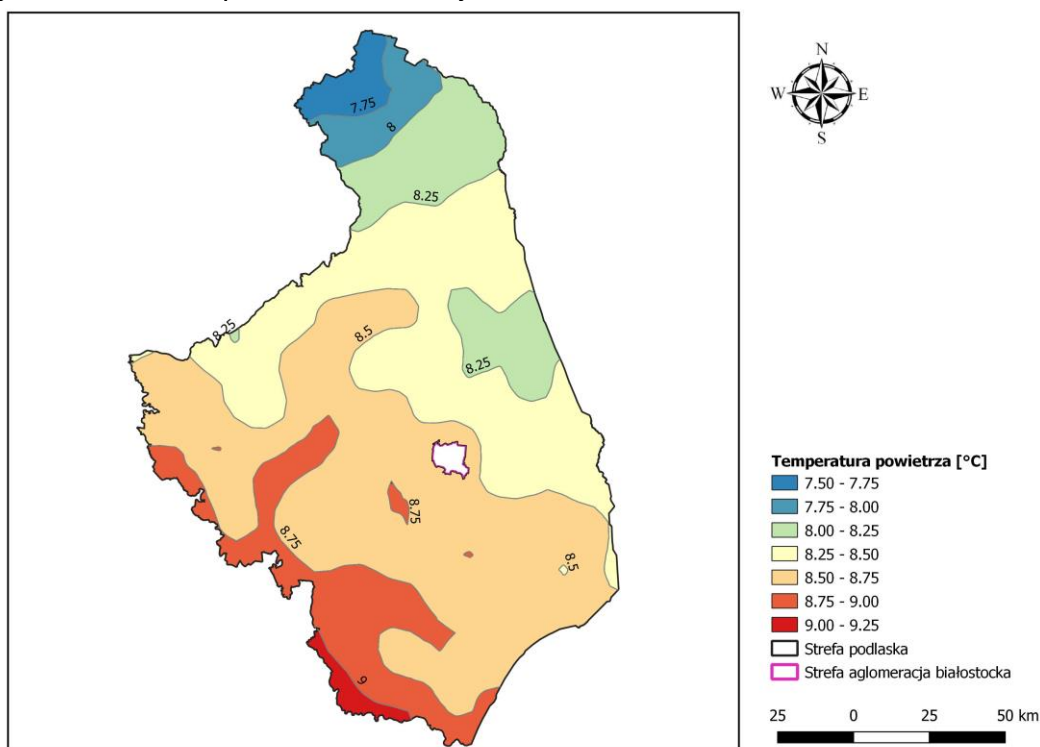 N
W E
S
7.75
8
8.25
8.25
8.5
8.25
8.75
8.75
8.5
9
Temperatura powietrza [°C]
7.50 - 7.75
7.75 - 8.00
8.00 - 8.25
8.25 - 8.50
8.50 - 8.75
8.75 - 9.00
9.00 - 9.25
Strefa podlaska
Strefa aglomeracja białostocka
25 0 25 50 km